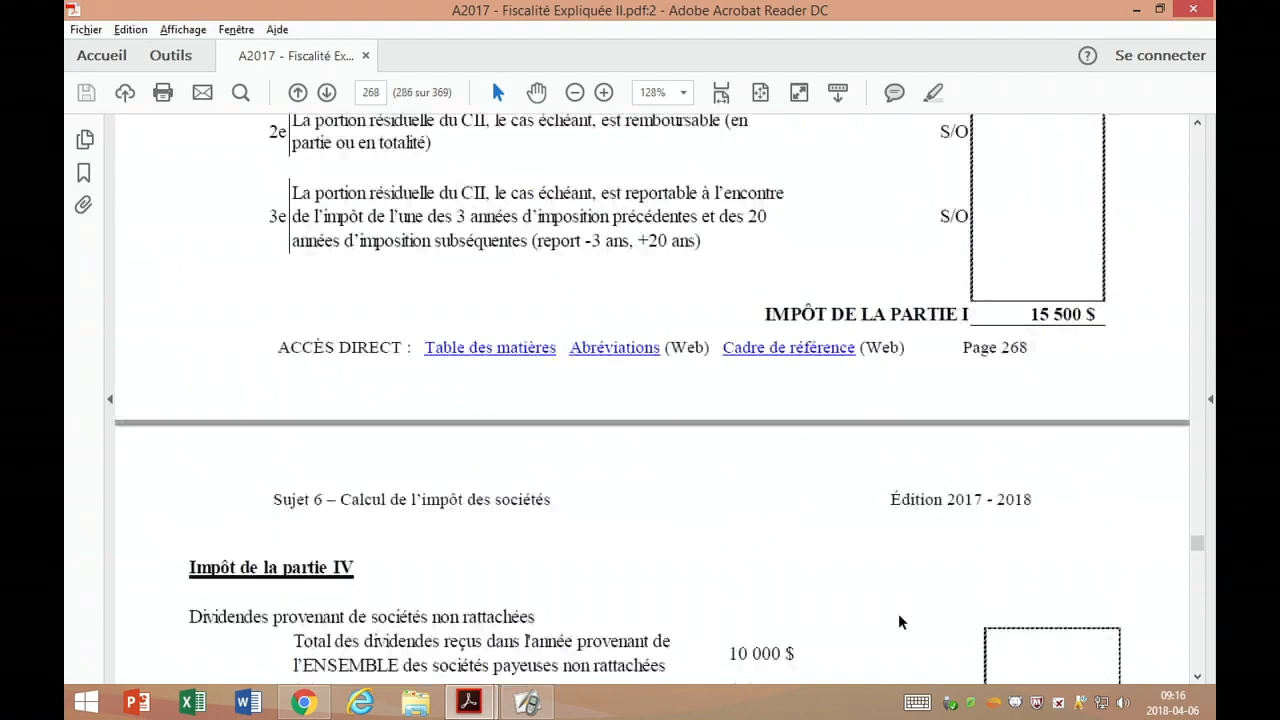 A2017 - Fiscalité Expliquée II.pdf:2 - Adobe Acrobat Reader DC
Fichier Edition Affichage Fenêtre Aide
Accueil Outils A2017 - Fiscalité Ex... × Se connecter
268 (286 sur 369) 128%
2e La portion résiduelle du CII, le cas échéant, est remboursable (en
partie ou en totalité) S/O
La portion résiduelle du CII, le cas échéant, est reportable à l'encontre
3e de l'impôt de l'une des 3 années d'imposition précédentes et des 20 S/O
années d'imposition subséquentes (report -3 ans, +20 ans)
IMPÔT DE LA PARTIE I 15 500 $
ACCÈS DIRECT : Table des matières Abréviations (Web) Cadre de référence (Web) Page 268
Sujet 6 – Calcul de l'impôt des sociétés Édition 2017 - 2018
Impôt de la partie IV
Dividendes provenant de sociétés non rattachées
Total des dividendes reçus dans l'année provenant de
l'ENSEMBLE des sociétés payeuses non rattachées 10 000 $
09:16
2018-04-06